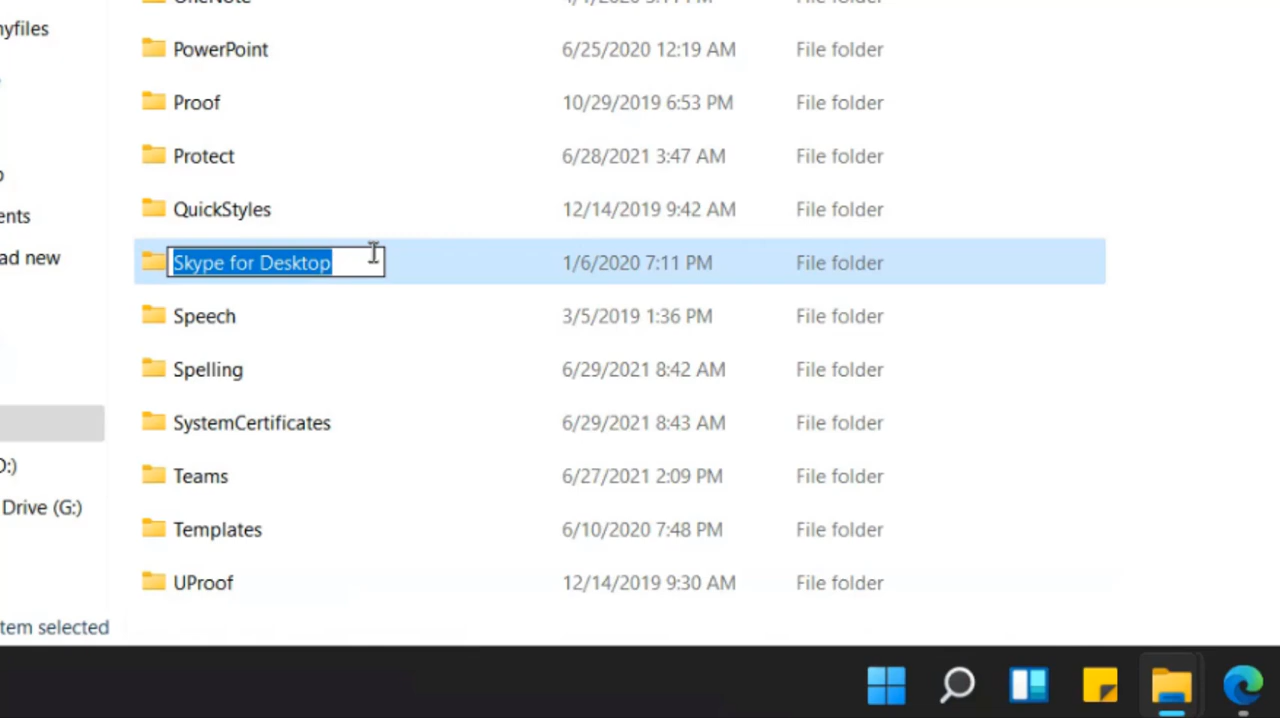 nyfiles
PowerPoint 6/25/2020 12:19 AM File folder
Proof 10/29/2019 6:53 PM File folder
Protect 6/28/2021 3:47 AM File folder
ents
QuickStyles 12/14/2019 9:42 AM File folder
ad new
Skype for Desktop 1/6/2020 7:11 PM File folder
Speech 3/5/2019 1:36 PM File folder
Spelling 6/29/2021 8:42 AM File folder
SystemCertificates 6/29/2021 8:43 AM File folder
Teams 6/27/2021 2:09 PM File folder
Drive (G:)
Templates 6/10/2020 7:48 PM File folder
UProof 12/14/2019 9:30 AM File folder
tem selected